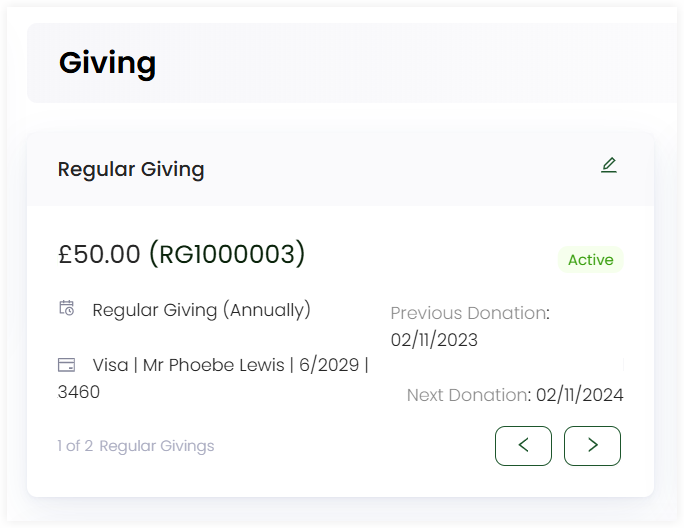 Giving
Regular Giving
£50.00 (RG1000003)
Active
Regular Giving (Annually)
Previous Donation:
02/11/2023
Visa | Mr Phoebe Lewis | 6/2029 |
3460
Next Donation: 02/11/2024
1 of 2 Regular Givings